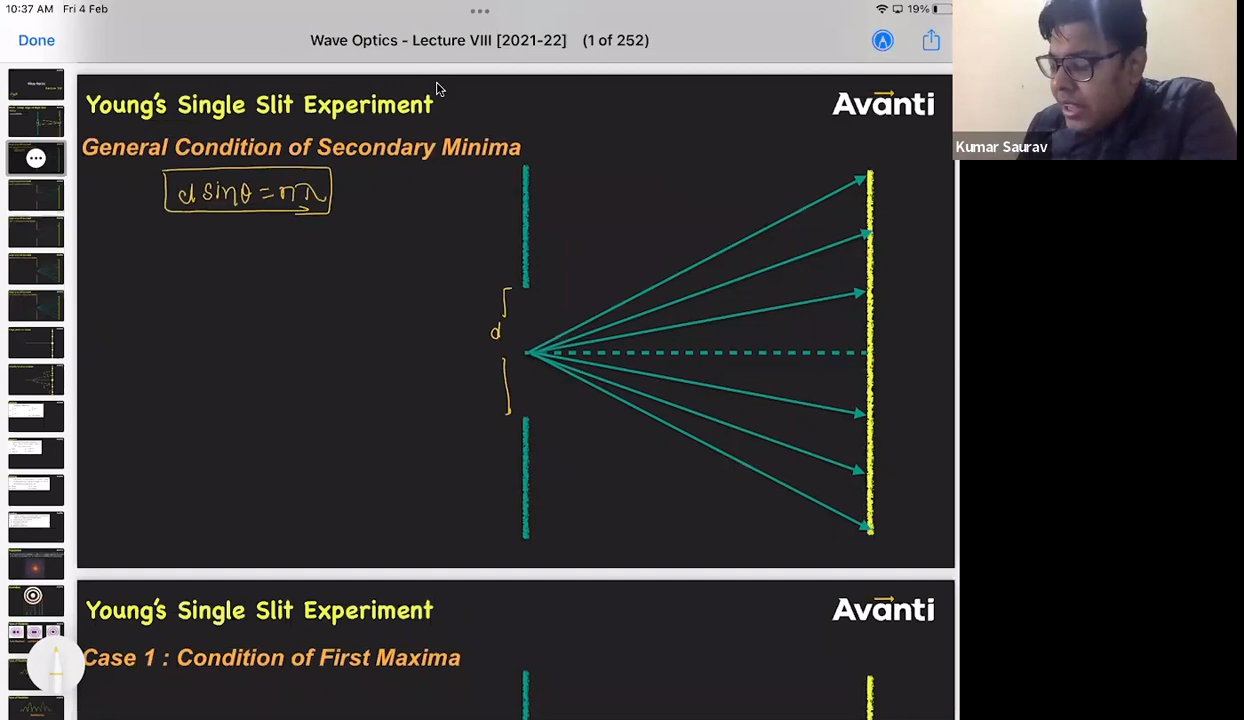 10:37 AM Fri 4 Feb
19%
Done
Wave Optics - Lecture VIII [2021-22] (1 of 252)
Young's Single Slit Experiment
Avanti
General Condition of Secondary Minima
d sinθ = nλ
d
Kumar Saurav
Young's Single Slit Experiment
Avanti
Case 1 : Condition of First Maxima